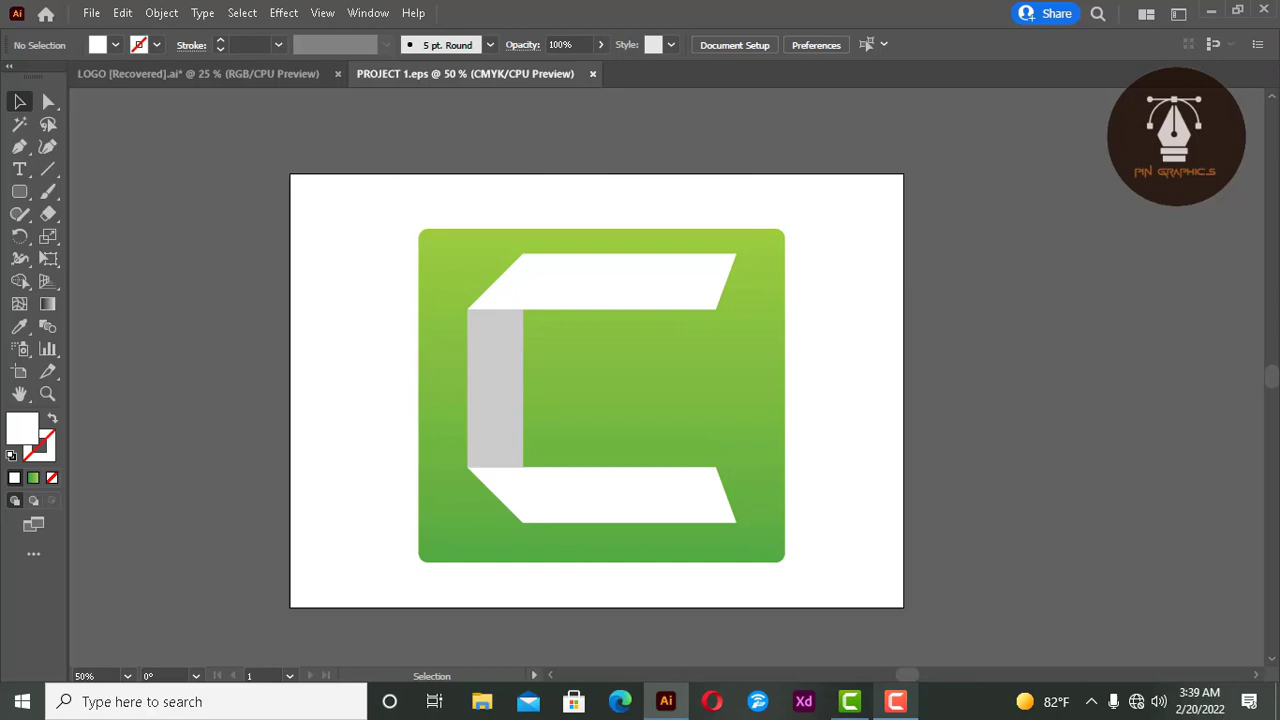 Ai File Edit Object Type Select Effect View Window Help Share
No Selection Stroke: 5 pt. Round Opacity: 100% Style: Document Setup Preferences
LOGO [Recovered].ai* @ 25 % (RGB/CPU Preview) PROJECT 1.eps @ 50 % (CMYK/CPU Preview)
PIN GRAPHICS
50% 0° 1 Selection
Type here to search Ai Xd 82°F 3:39 AM
2/20/2022